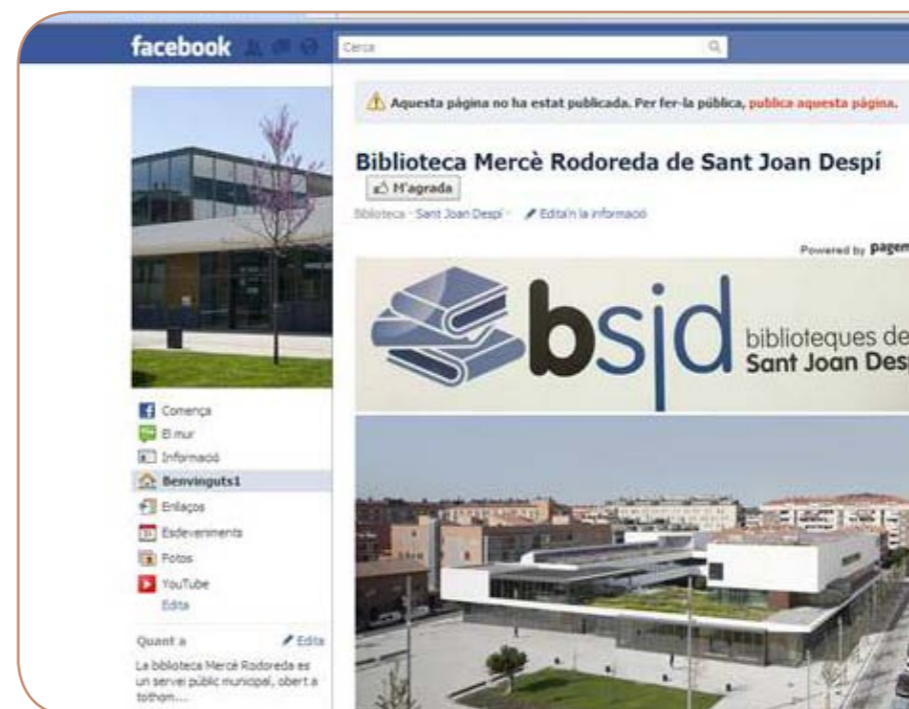 facebook
Cerca
Aquesta pàgina no ha estat publicada. Per fer-la pública, publica aquesta pàgina.
Biblioteca Mercè Rodoreda de Sant Joan Despí
M'agrada
Biblioteca · Sant Joan Despí · Edita'n la informació
Powered by pagem
bsjd
biblioteques de
Sant Joan Desp
Comença
El mur
Informació
Benvinguts1
Enllaços
Esdeveniments
Fotos
YouTube
Edita
Quant a Edita
La biblioteca Mercè Rodoreda es
un servei públic municipal, obert a
tothom....